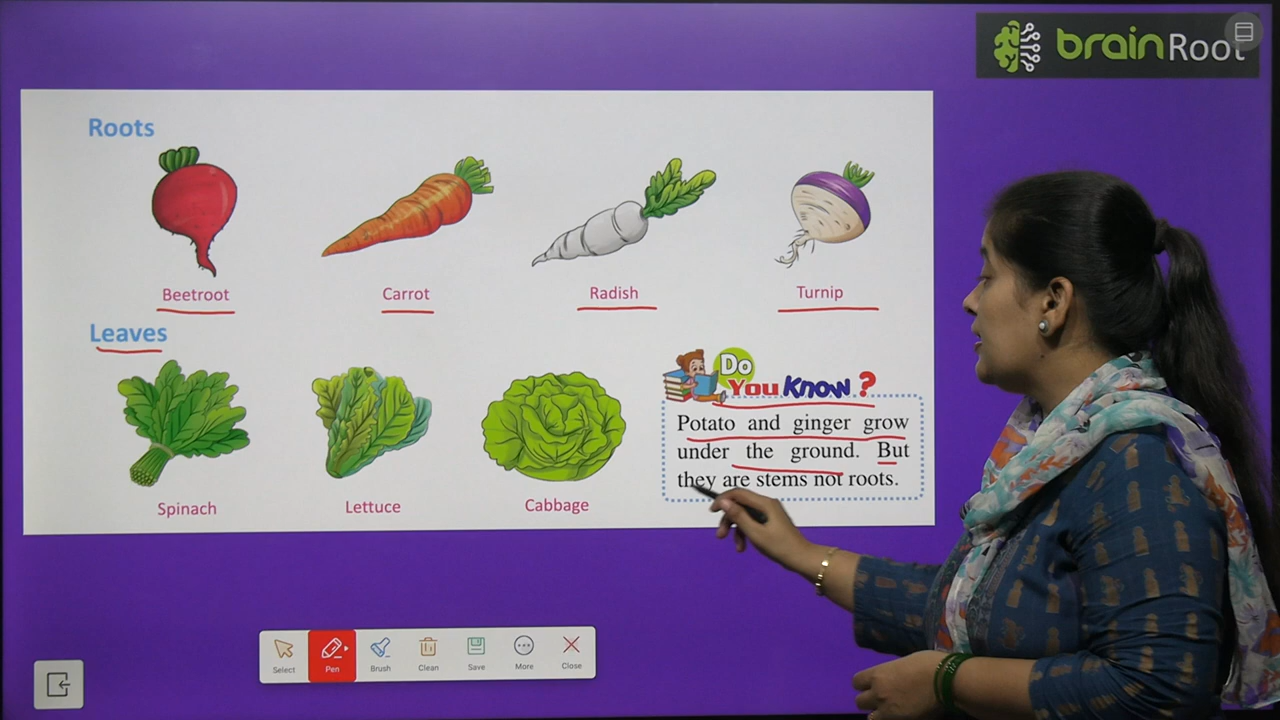 brainRoot
Roots
Beetroot
Carrot
Radish
Turnip
Leaves
Spinach
Lettuce
Cabbage
Do
You Know?
Potato and ginger grow
under the ground. But
they are stems not roots.
Select
Pen
Brush
Clean
Save
More
Close